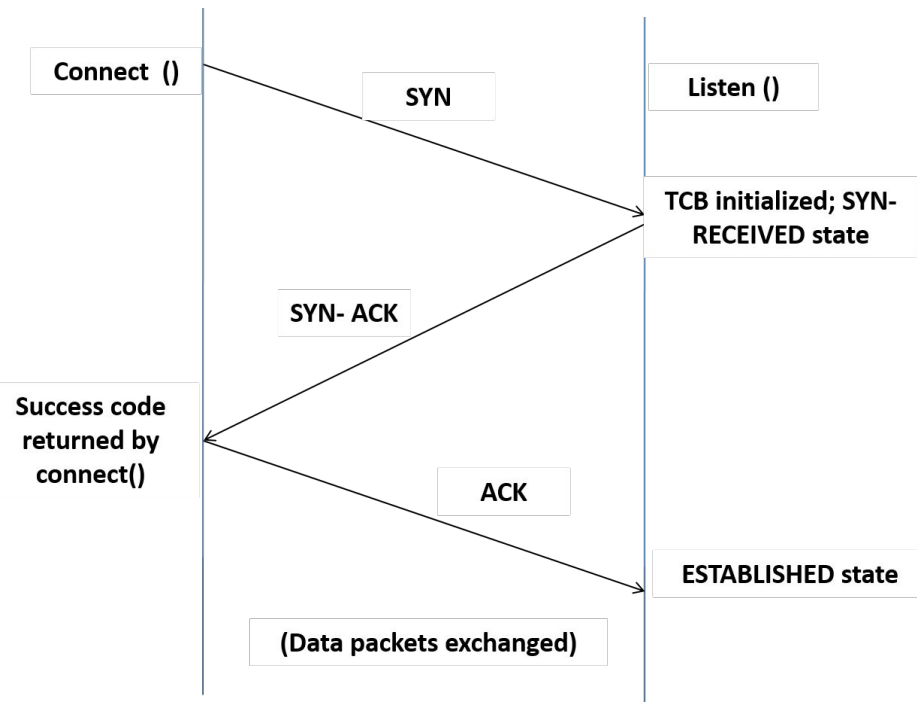 Connect ()
SYN
Listen ()
TCB initialized; SYN-
RECEIVED state
SYN- ACK
Success code
returned by
connect()
ACK
ESTABLISHED state
(Data packets exchanged)